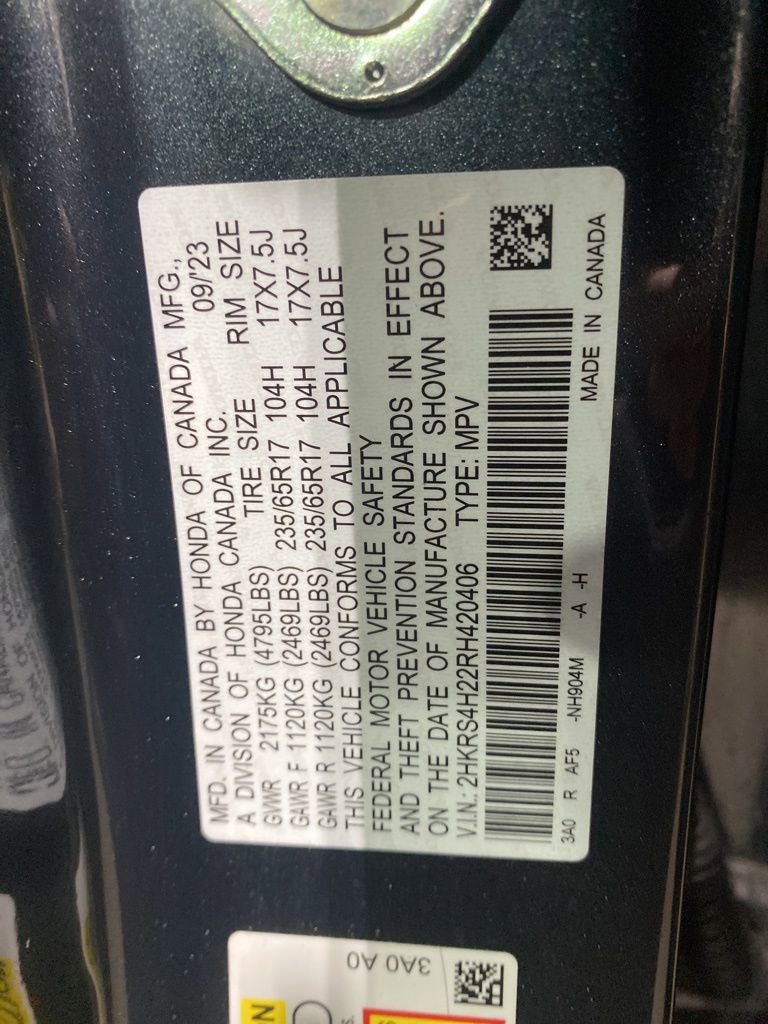 MFD. IN CANADA BY HONDA OF CANADA MFG.,
A DIVISION OF HONDA CANADA INC. 09/'23
TIRE SIZE RIM SIZE
GVWR 2175KG (4795LBS)
GAWR F 1120KG (2469LBS) 235/65R17 104H 17X7.5J
GAWR R 1120KG (2469LBS) 235/65R17 104H 17X7.5J
THIS VEHICLE CONFORMS TO ALL APPLICABLE
FEDERAL MOTOR VEHICLE SAFETY
AND THEFT PREVENTION STANDARDS IN EFFECT
ON THE DATE OF MANUFACTURE SHOWN ABOVE.
V.I.N.: 2HKRS4H22RH420406 TYPE: MPV
3A0 R AF5 -NH904M -A -H MADE IN CANADA
3A0 A0